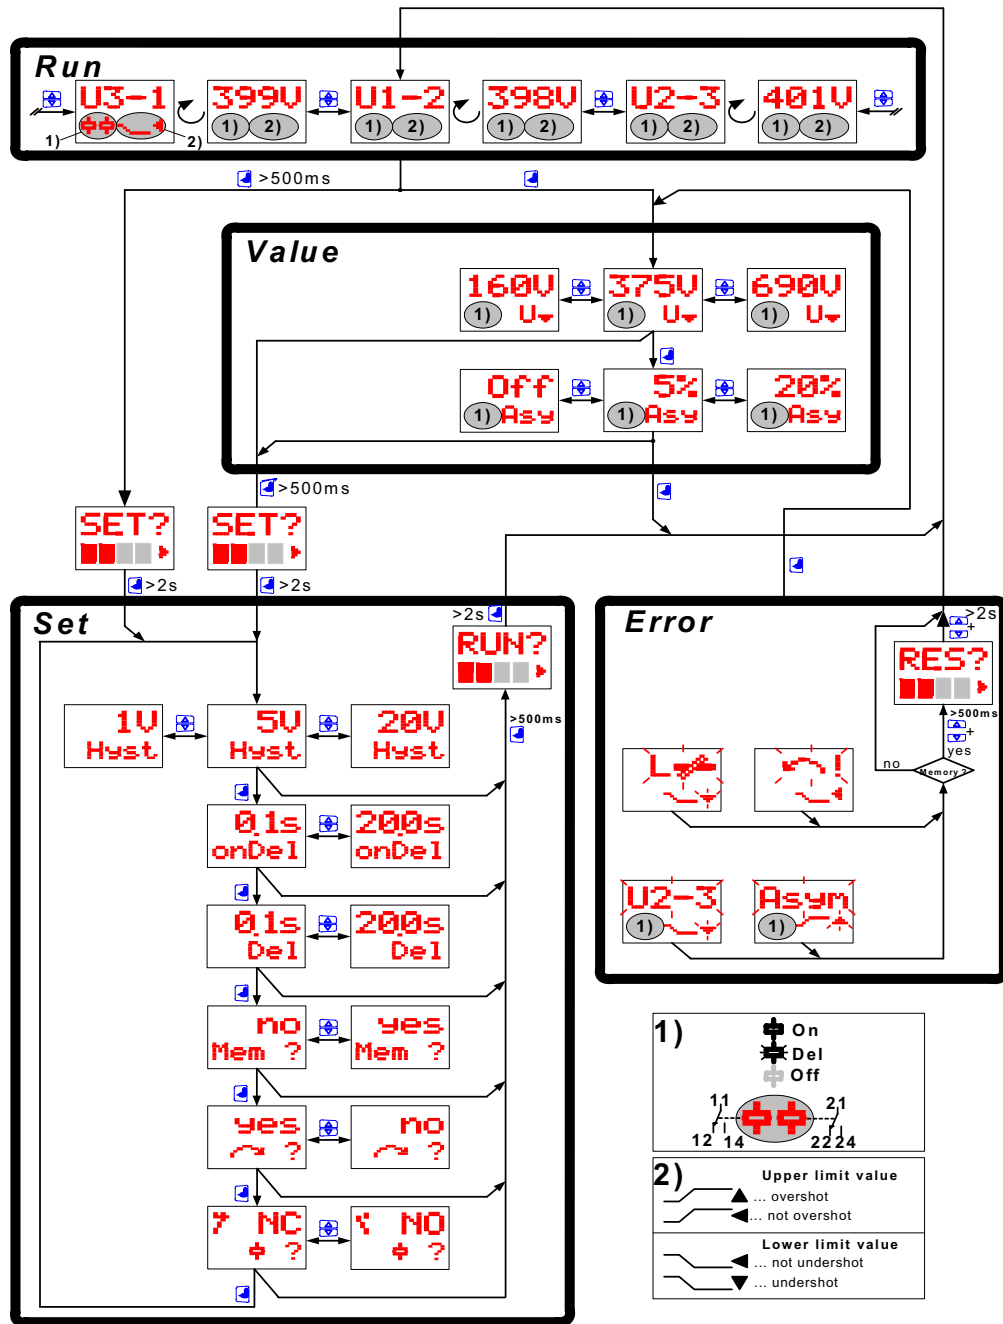 Run
U3-1 399V U1-2 398V U2-3 401V
1) 2) 1) 2) 1) 2) 1) 2) 1) 2) 1) 2)
>500ms
Value
160V 375V 690V
1) U 1) U 1) U
Off 5% 20%
1) Asy 1) Asy 1) Asy
>500ms
SET? SET?
>2s >2s
Set
>2s
RUN?
>500ms
1V 5V 20V
Hyst Hyst Hyst
0.1s 20.0s
onDel onDel
0.1s 20.0s
Del Del
no yes
Mem ? Mem ?
yes no
? ?
NC NO
? ?
Error
>2s
+
RES?
>500ms
+
yes
no Memory?
L !
U2-3 Asym
1) 1)
1)
On
Del
Off
11 21
12 14 22 24
2)
Upper limit value
... overshot
... not overshot
Lower limit value
... not undershot
... undershot